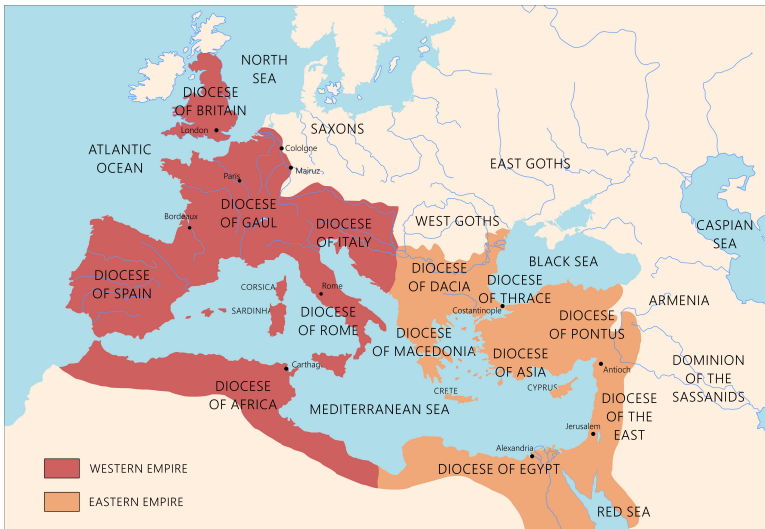 NORTH
SEA
DIOCESE
OF BRITAIN
London
SAXONS
ATLANTIC
OCEAN
Cololgne
Majruz
EAST GOTHS
Paris
DIOCESE
OF GAUL
Bordeaux
DIOCESE
OF ITALY
WEST GOTHS
CASPIAN
SEA
BLACK SEA
DIOCESE
OF SPAIN
DIOCESE
OF DACIA
DIOCESE
OF THRACE
Costantinople
ARMENIA
CORSICA
Rome
SARDINHA
DIOCESE
OF ROME
DIOCESE
OF PONTUS
DIOCESE
OF MACEDONIA
DIOCESE
OF ASIA
DOMINION
OF THE
SASSANIDS
Carthag
Antioch
DIOCESE
OF AFRICA
CRETE
CYPRUS
MEDITERRANEAN SEA
DIOCESE
OF THE
EAST
Jerusalem
Alexandria
DIOCESE OF EGYPT
WESTERN EMPIRE
EASTERN EMPIRE
RED SEA